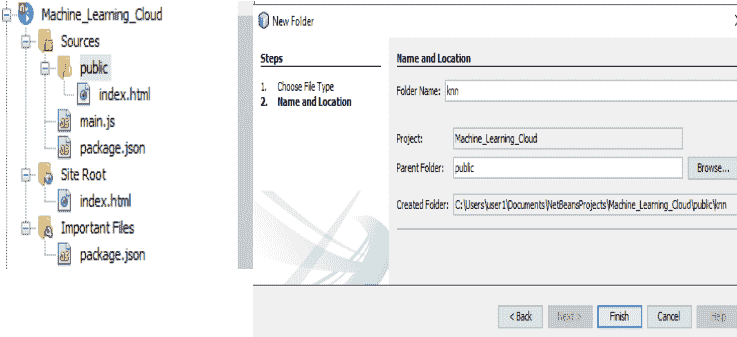 Machine_Learning_Cloud
Sources
public
index.html
main.js
package.json
Site Root
index.html
Important Files
package.json
New Folder
Steps
1. Choose File Type
2. Name and Location
Name and Location
Folder Name: knn
Project: Machine_Learning_Cloud
Parent Folder: public Browse...
Created Folder: C:\Users\user1\Documents\NetBeansProjects\Machine_Learning_Cloud\public\knn
< Back Next > Finish Cancel Help